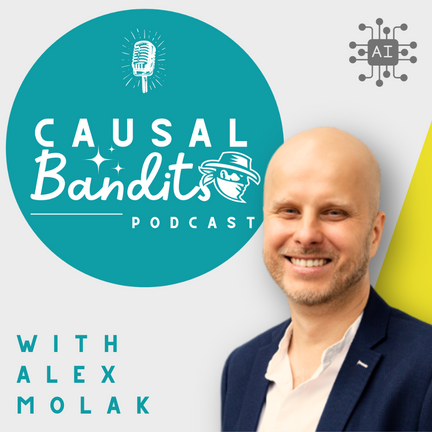 AI
CAUSAL
Bandits
PODCAST
WITH
ALEX
MOLAK